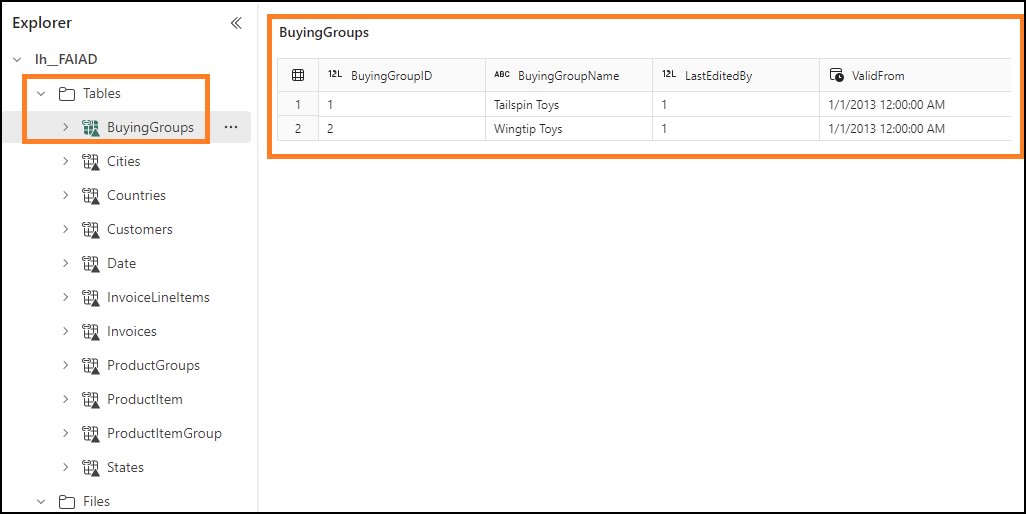 Explorer
lh__FAIAD
Tables
BuyingGroups ...
Cities
Countries
Customers
Date
InvoiceLineItems
Invoices
ProductGroups
ProductItem
ProductItemGroup
States
Files
BuyingGroups
12L BuyingGroupID ABC BuyingGroupName 12L LastEditedBy ValidFrom
1 1 Tailspin Toys 1 1/1/2013 12:00:00 AM
2 2 Wingtip Toys 1 1/1/2013 12:00:00 AM